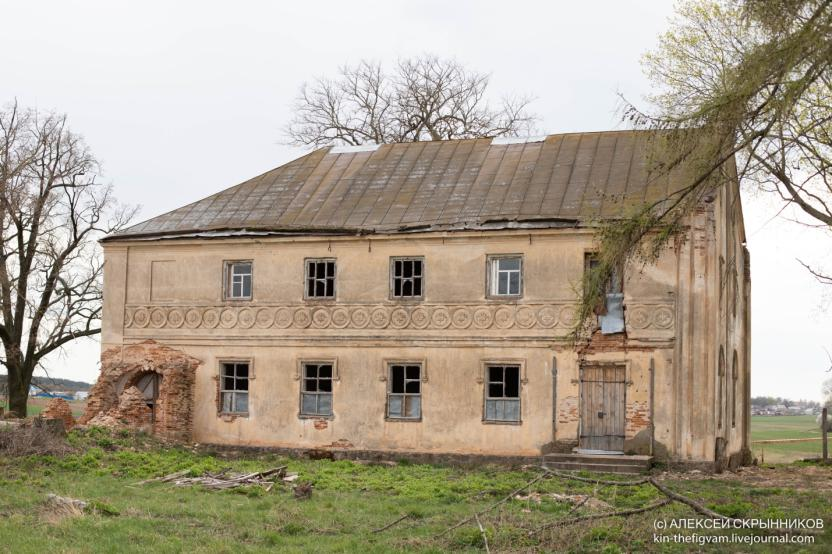 (c) АЛЕКСЕЙ СКРЫННИКОВ
kin-thefigvam.livejournal.com